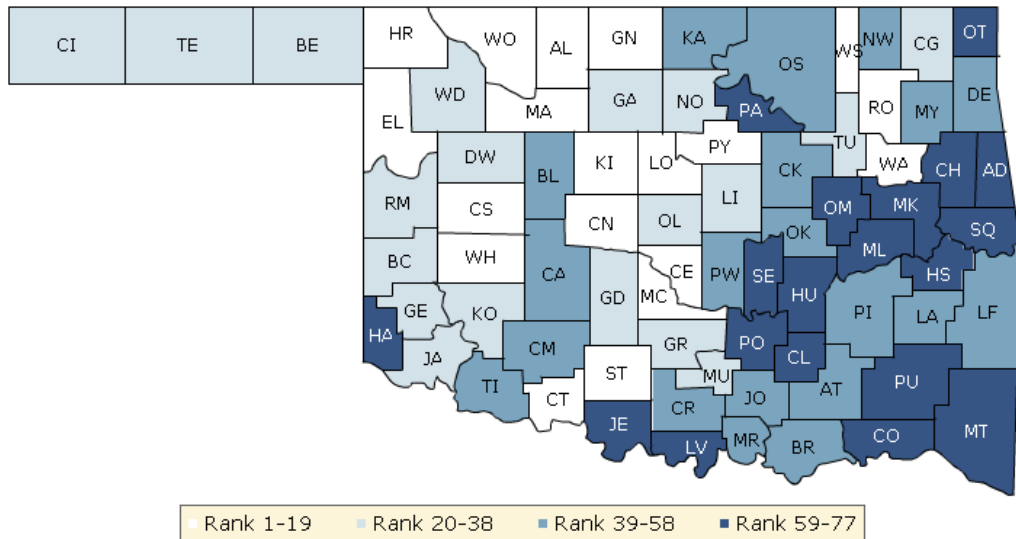 HR WO AL GN KA OS WS NW CG OT
CI TE BE
WD GA NO PA RO MY DE
EL MA
DW BL KI LO PY CK TU WA CH AD
RM CS CN OL LI OM MK SQ
BC WH CA GD CE PW OK ML HS
GE KO MC SE HU PI LA LF
HA JA CM GR PO CL
TI CT ST MU AT PU
JE CR JO MT
LV MR BR CO
Rank 1-19 Rank 20-38 Rank 39-58 Rank 59-77